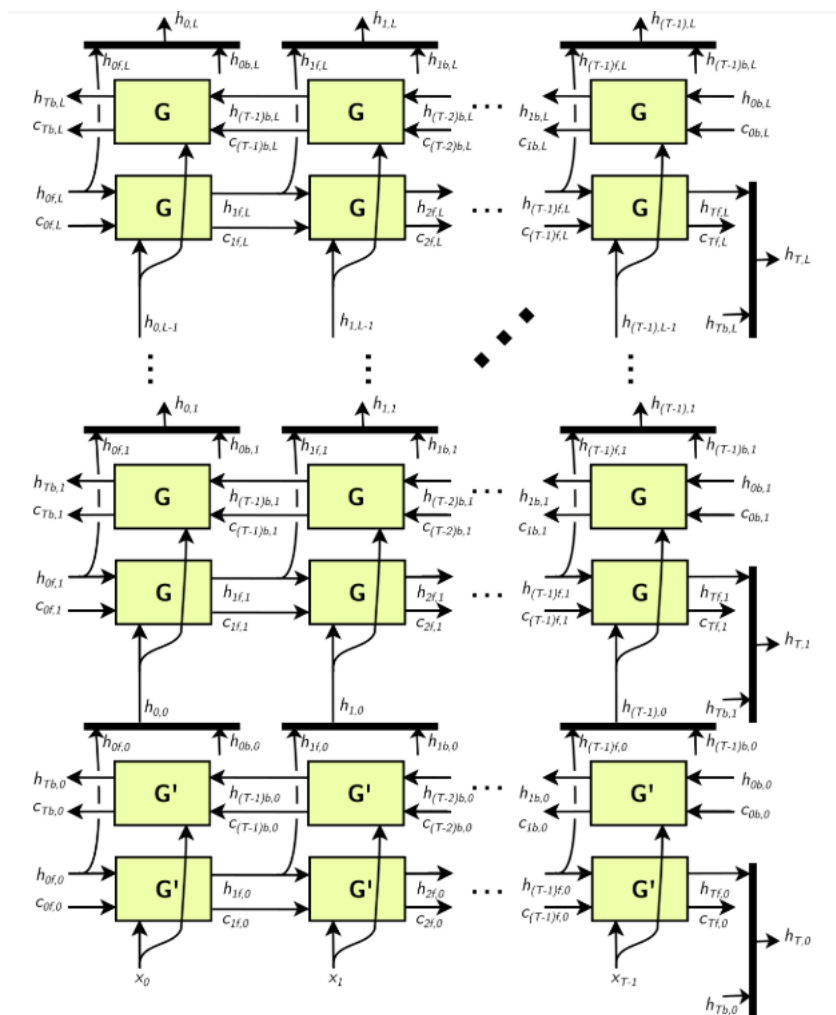 h0,L h1,L h(T-1),L
h0f,L h0b,L h1f,L h1b,L h(T-1)f,L h(T-1)b,L
hTb,L G h(T-1)b,L G h(T-2)b,L ... h1b,L G h0b,L
cTb,L c(T-1)b,L c(T-2)b,L c1b,L c0b,L
h0f,L G h1f,L G h2f,L ... h(T-1)f,L G hTf,L
c0f,L c1f,L c2f,L c(T-1)f,L cTf,L
hT,L
h0,L-1 h1,L-1 h(T-1),L-1 hTb,L
h0,1 h1,1 h(T-1),1
h0f,1 h0b,1 h1f,1 h1b,1 h(T-1)f,1 h(T-1)b,1
hTb,1 G h(T-1)b,1 G h(T-2)b,1 ... h1b,1 G h0b,1
cTb,1 c(T-1)b,1 c(T-2)b,1 c1b,1 c0b,1
h0f,1 G h1f,1 G h2f,1 ... h(T-1)f,1 G hTf,1
c0f,1 c1f,1 c2f,1 c(T-1)f,1 cTf,1
hT,1
h0,0 h1,0 h(T-1),0 hTb,1
h0f,0 h0b,0 h1f,0 h1b,0 h(T-1)f,0 h(T-1)b,0
hTb,0 G' h(T-1)b,0 G' h(T-2)b,0 ... h1b,0 G' h0b,0
cTb,0 c(T-1)b,0 c(T-2)b,0 c1b,0 c0b,0
h0f,0 G' h1f,0 G' h2f,0 ... h(T-1)f,0 G' hTf,0
c0f,0 c1f,0 c2f,0 c(T-1)f,0 cTf,0
hT,0
x0 x1 xT-1
hTb,0